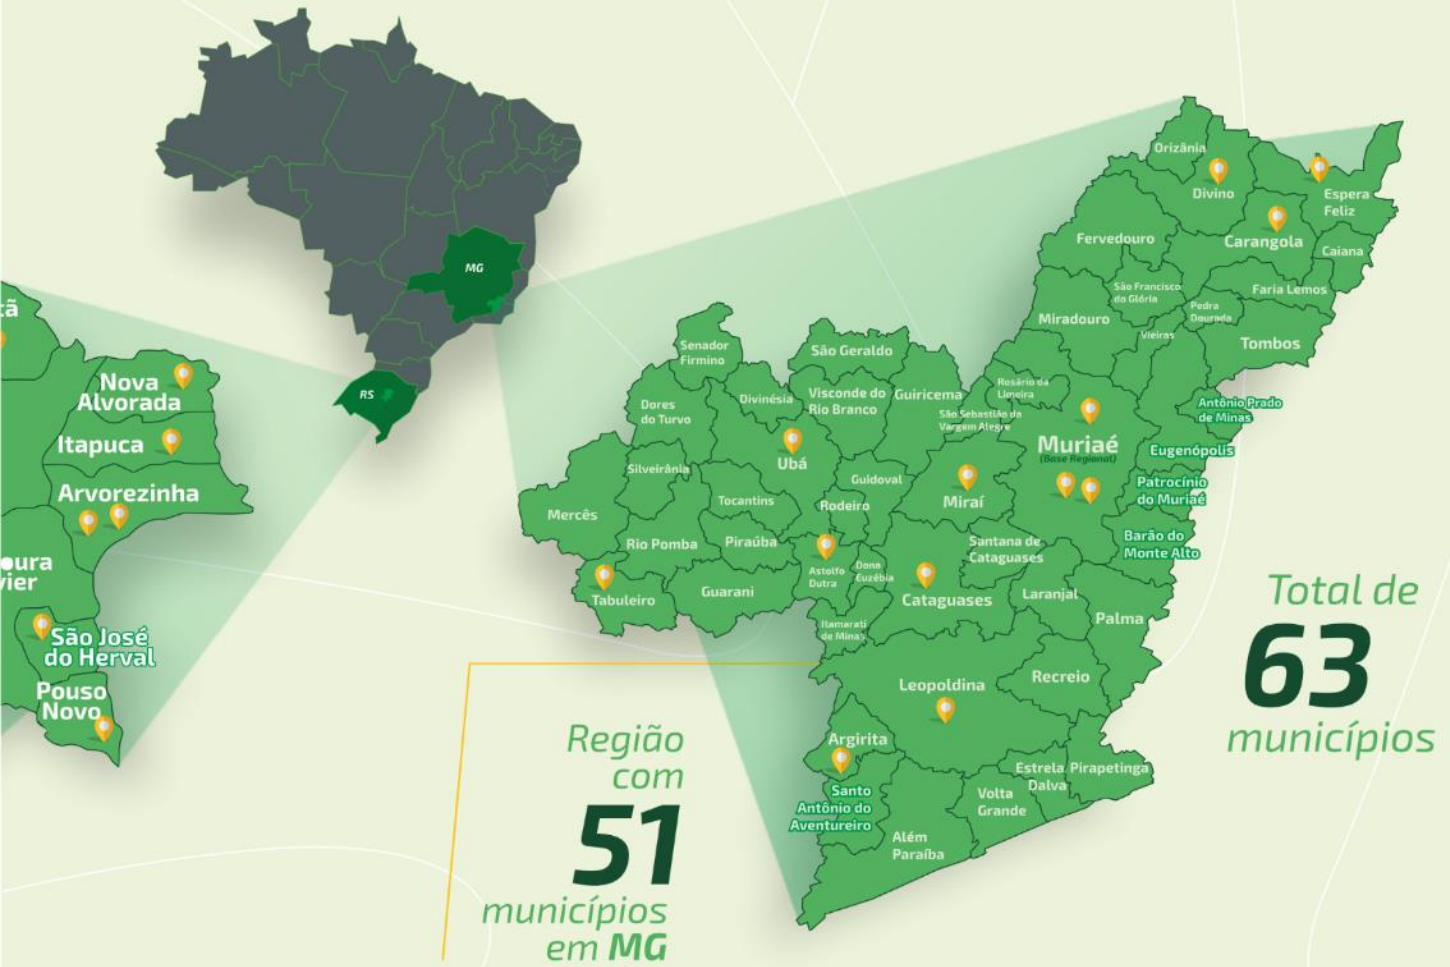 MG
RS
tã
Nova
Alvorada
Itapuca
Arvorezinha
oura
vier
São José
do Herval
Pouso
Novo
Orizânia
Divino
Espera
Feliz
Carangola
Caiana
Fervedouro
São Francisco
do Glória
Faria Lemos
Pedra
Dourada
Miradouro
Vieiras
Tombos
Senador
Firmino
São Geraldo
Rosário da
Limeira
Dores
do Turvo
Divinésia
Visconde do
Rio Branco
Guiricema
São Sebastião da
Vargem Alegre
Antônio Prado
de Minas
Muriaé
(Base Regional)
Eugenópolis
Ubá
Silveirânia
Guidoval
Patrocínio
do Muriaé
Mercês
Tocantins
Rodeiro
Miraí
Rio Pomba
Piraúba
Santana de
Cataguases
Barão do
Monte Alto
Tabuleiro
Guarani
Astolfo
Dutra
Dona
Euzébia
Cataguases
Laranjal
Palma
Itamarati
de Minas
Leopoldina
Recreio
Argirita
Estrela
Dalva
Pirapetinga
Santo
Antônio do
Aventureiro
Volta
Grande
Além
Paraíba
Região
com
51
municípios
em MG
Total de
63
municípios